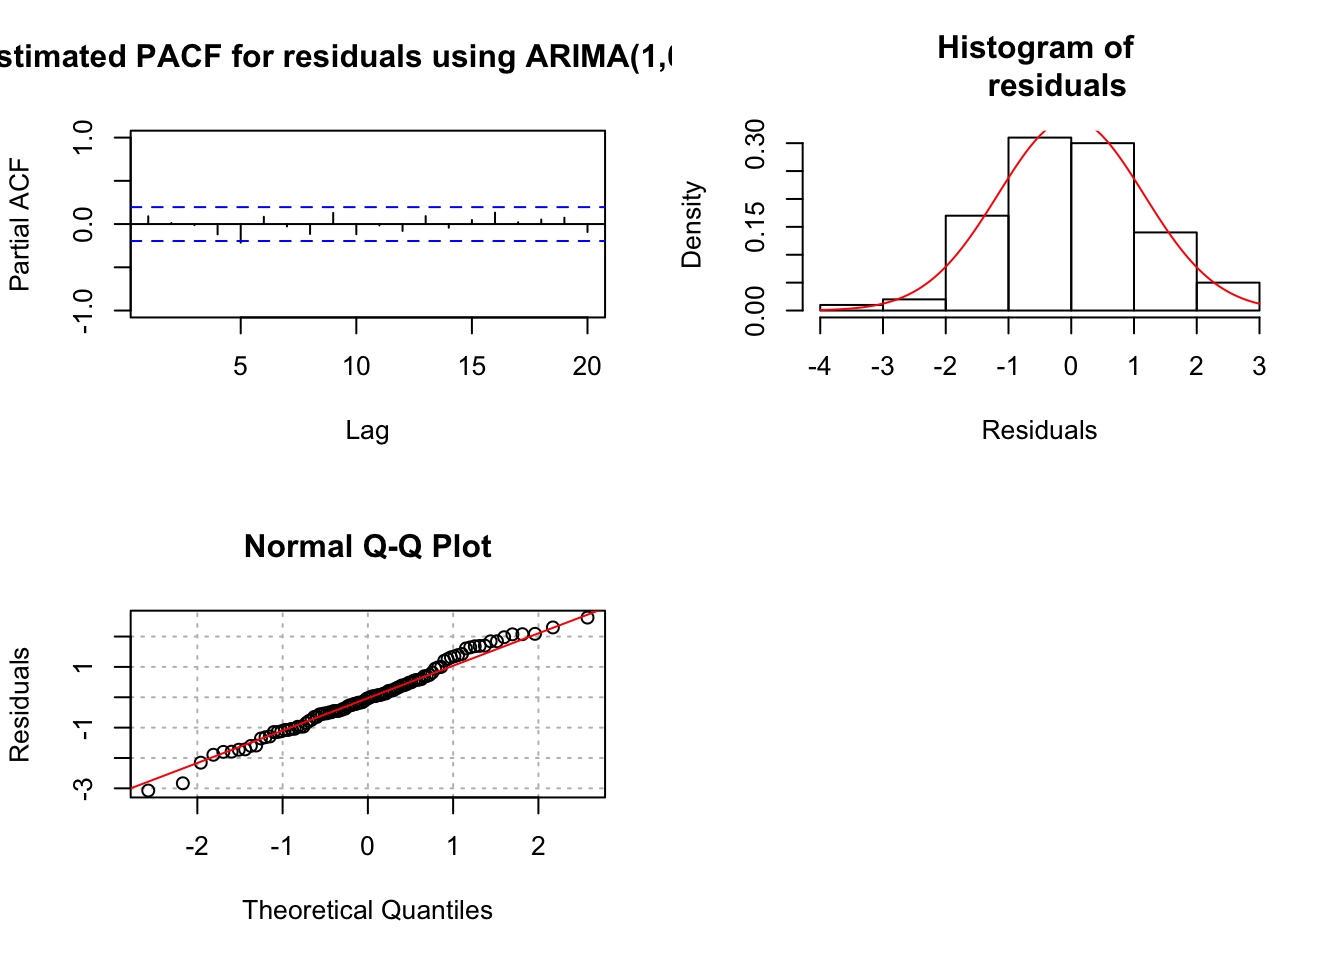 stimated PACF for residuals using ARIMA(1,
Partial ACF
1.0
0.0
-1.0
5 10 15 20
Lag
Histogram of
residuals
Density
0.30
0.15
0.00
-4 -3 -2 -1 0 1 2 3
Residuals
Normal Q-Q Plot
Residuals
1
-1
-3
-2 -1 0 1 2
Theoretical Quantiles